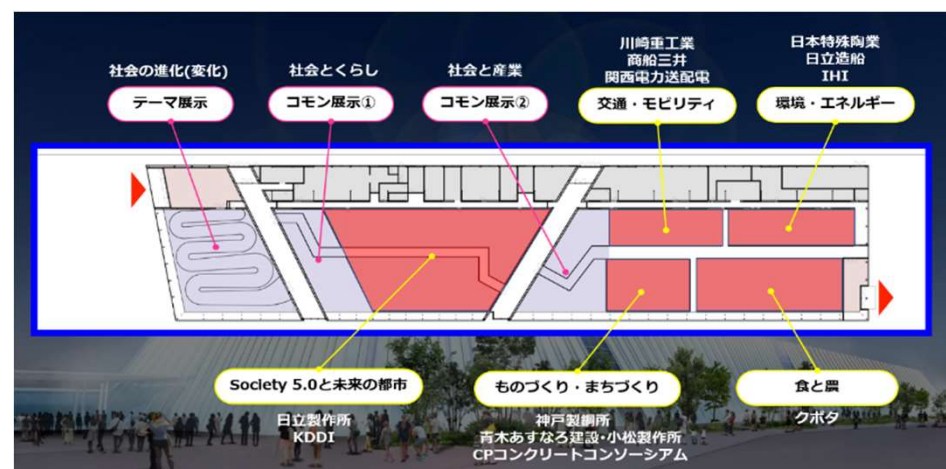 社会の進化(変化)
テーマ展示
社会とくらし
コモン展示①
社会と産業
コモン展示②
川崎重工業
商船三井
関西電力送配電
交通・モビリティ
日本特殊陶業
日立造船
IHI
環境・エネルギー
Society 5.0と未来の都市
日立製作所
KDDI
ものづくり・まちづくり
神戸製鋼所
青木あすなろ建設・小松製作所
CPコンクリートコンソーシアム
食と農
クボタ